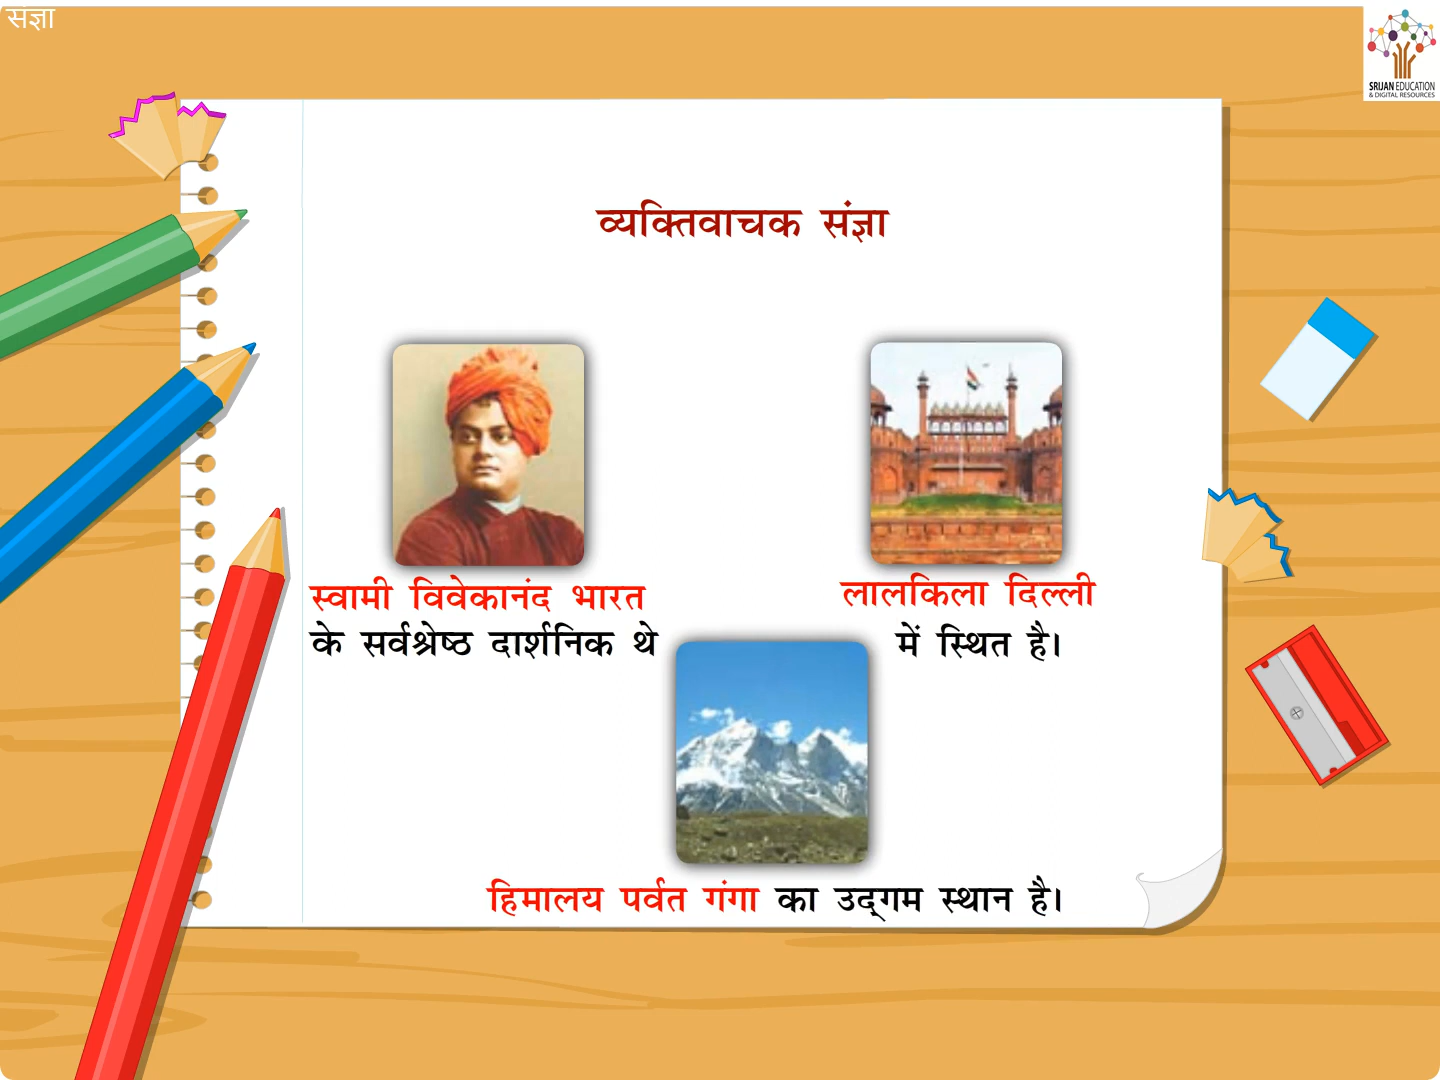 संज्ञा
SRIJAN EDUCATION
& DIGITAL RESOURCES
व्यक्तिवाचक संज्ञा
स्वामी विवेकानंद भारत
के सर्वश्रेष्ठ दार्शनिक थे
लालकिला दिल्ली
में स्थित है।
हिमालय पर्वत गंगा का उद्‌गम स्थान है।